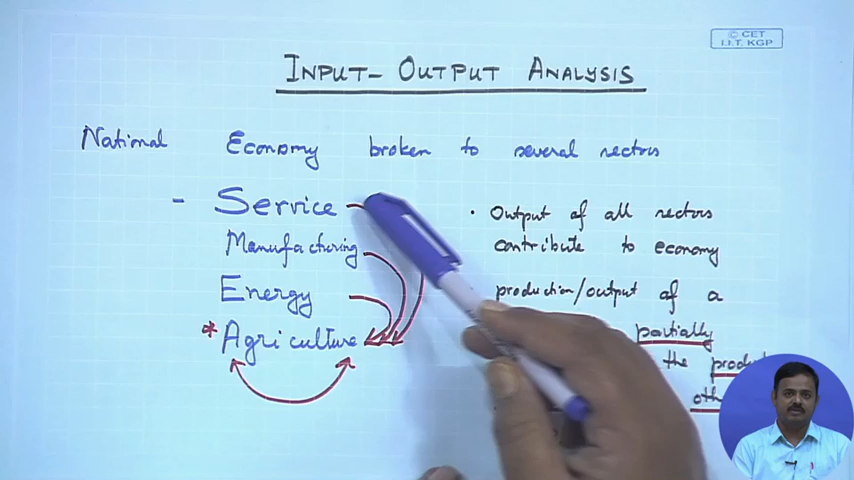 © CET
I.I.T. KGP
INPUT-OUTPUT ANALYSIS
National Economy broken to several sectors
- Service
Manufacturing
Energy
* Agriculture
· Output of all sectors
contribute to economy
production/output of a
partially
the